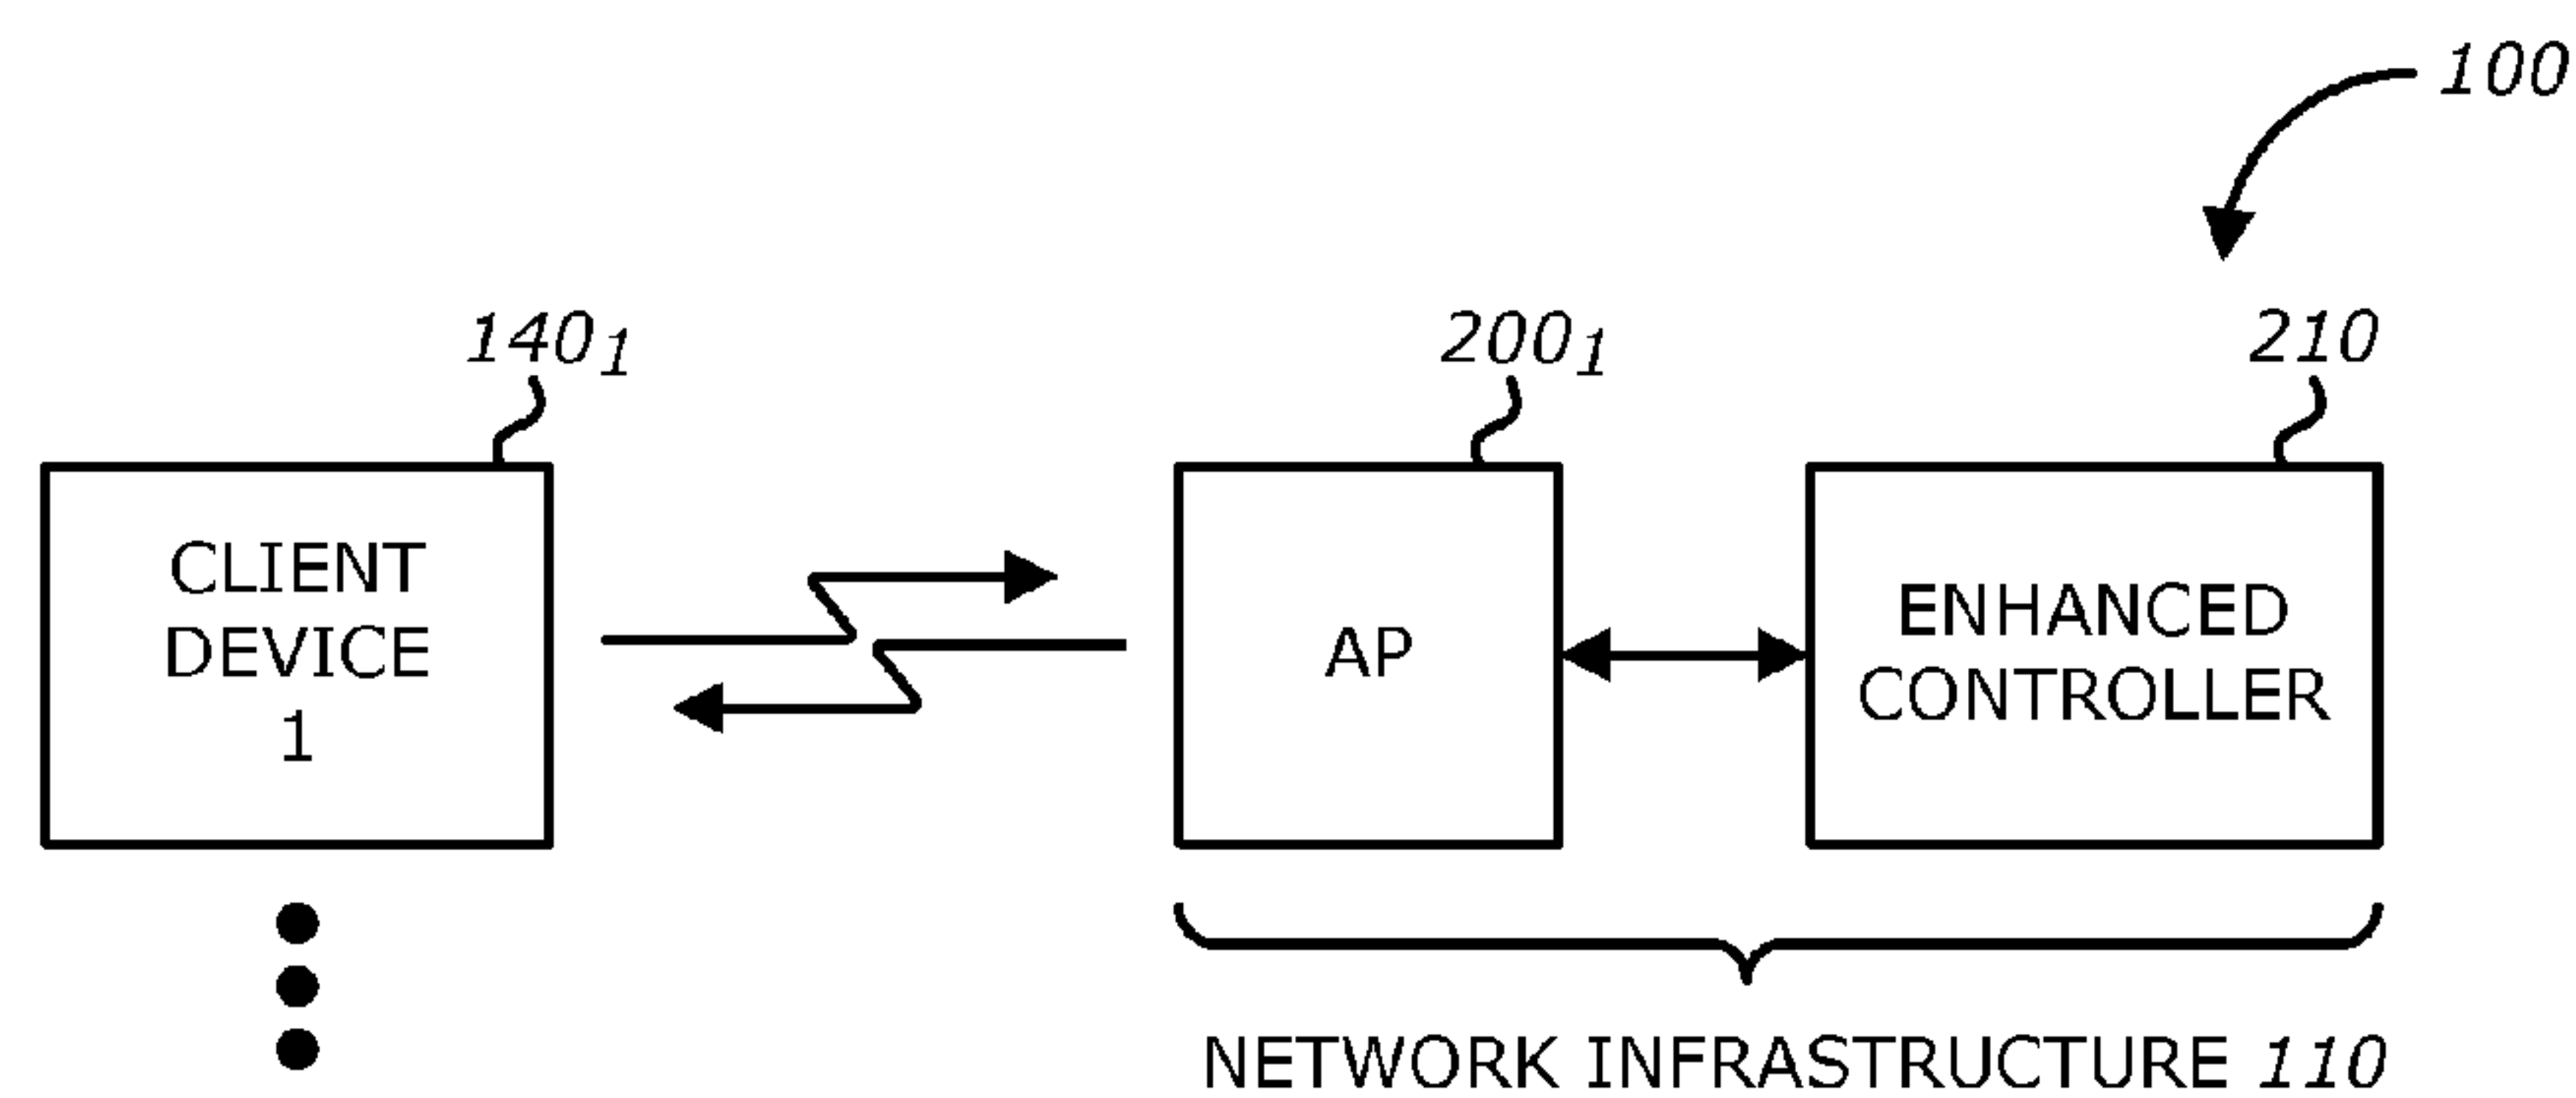 100
140₁
200₁
210
CLIENT
DEVICE
1
AP
ENHANCED
CONTROLLER
NETWORK INFRASTRUCTURE 110